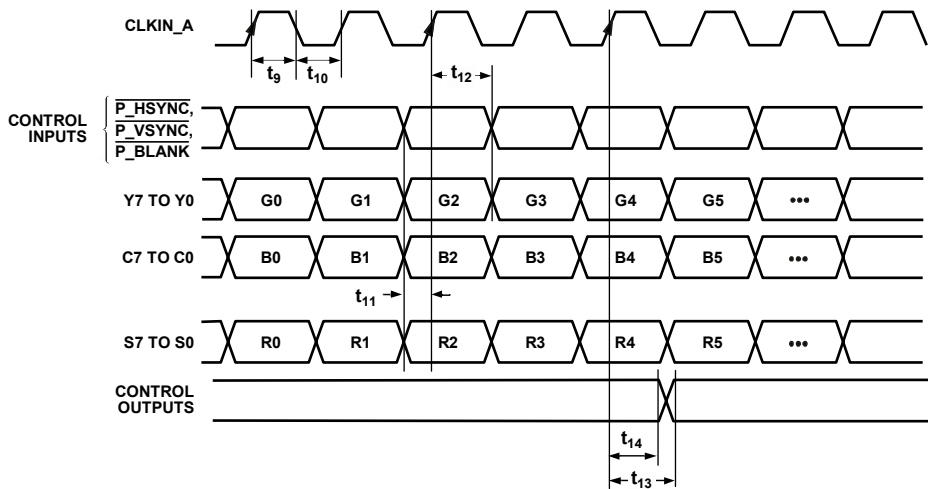 CLKIN_A
t9 t10 t12
CONTROL INPUTS
P_HSYNC,
P_VSYNC,
P_BLANK
Y7 TO Y0 G0 G1 G2 G3 G4 G5 •••
C7 TO C0 B0 B1 B2 B3 B4 B5 •••
t11
S7 TO S0 R0 R1 R2 R3 R4 R5 •••
CONTROL
OUTPUTS
t14
t13